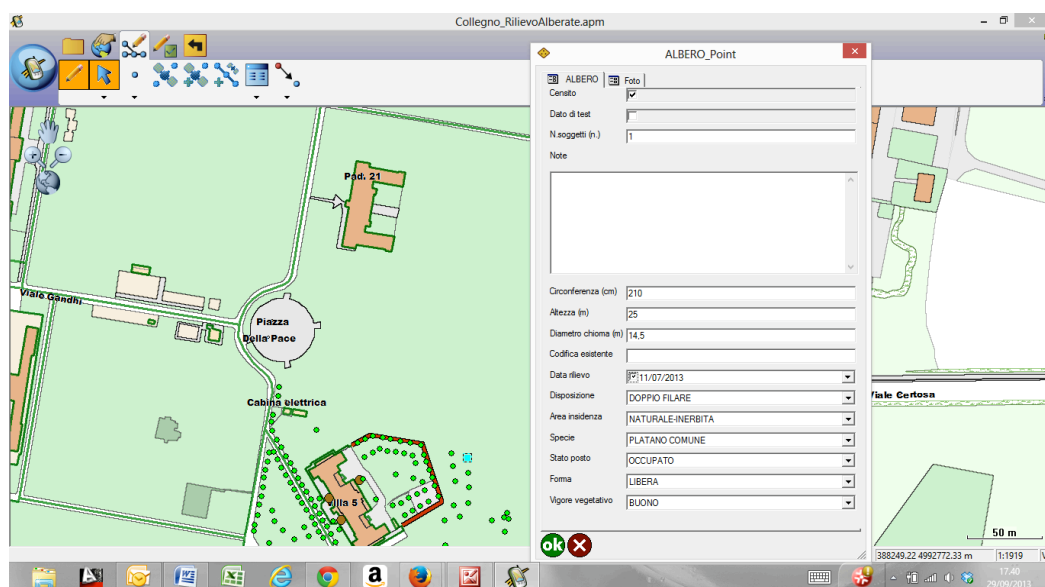 Collegno_RilievoAlberate.apm
ALBERO_Point
ALBERO
Foto
Censito
Dato di test
N.soggetti (n.) 1
Note
Circonferenza (cm) 210
Altezza (m) 25
Diametro chioma (m) 14,5
Codifica esistente
Data rilievo 11/07/2013
Disposizione DOPPIO FILARE
Area insidenza NATURALE-INERBITA
Specie PLATANO COMUNE
Stato posto OCCUPATO
Forma LIBERA
Vigore vegetativo BUONO
ok
Pad. 21
Viale Gandhi
Piazza
Della Pace
Cabina elettrica
Villa 5
Viale Certosa
50 m
388249.22 4992772.33 m
1:1919
17.40
29/09/2013